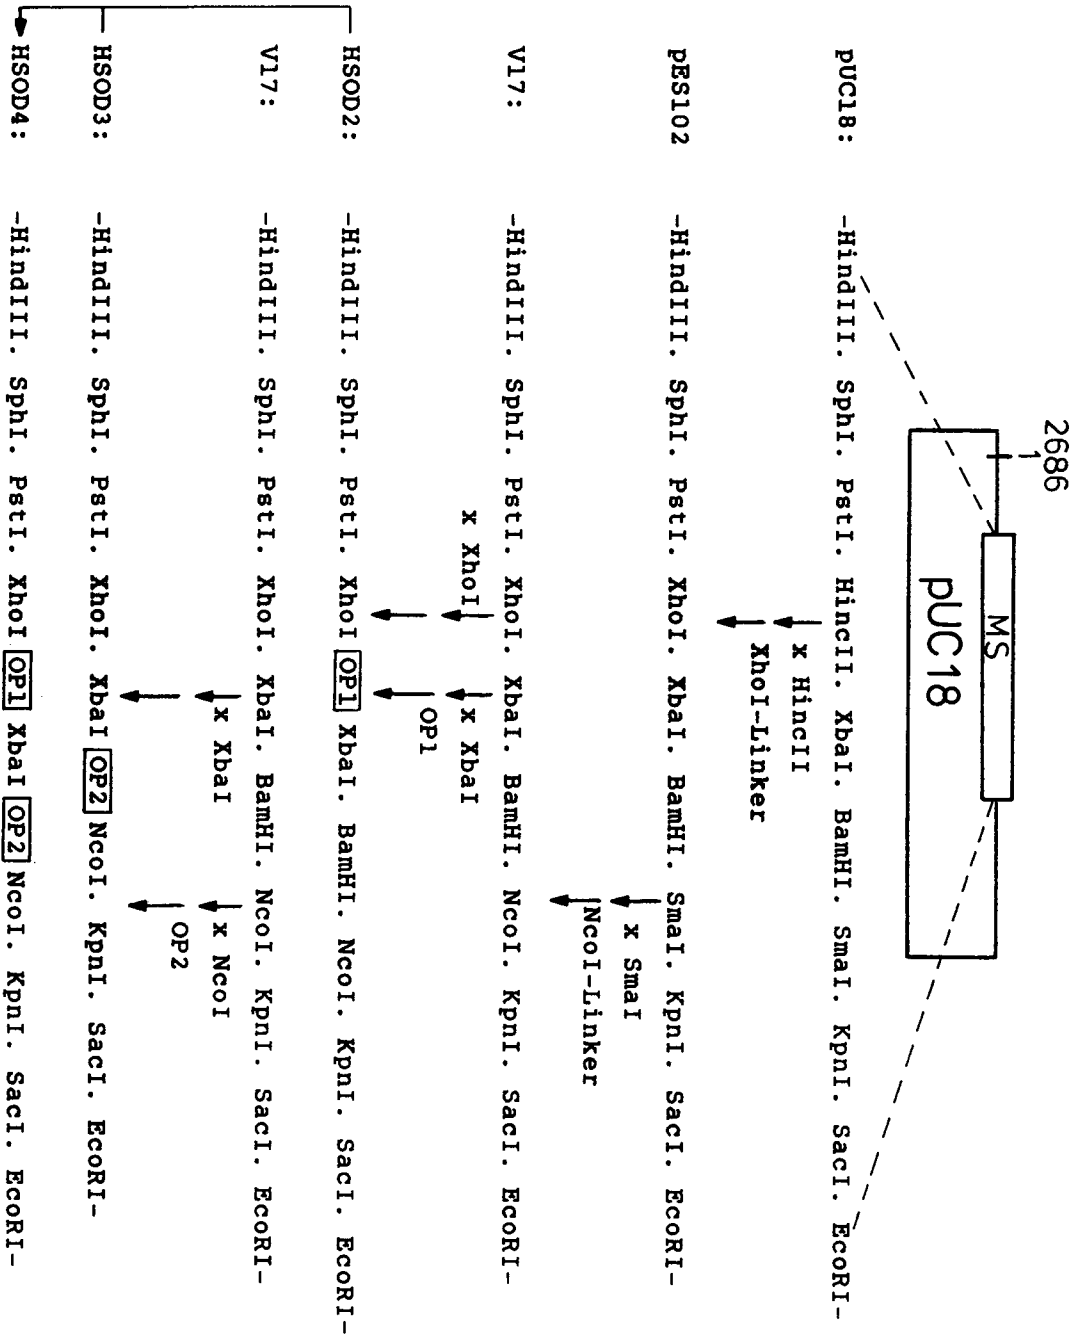 2686
1
MS
pUC18
pUC18: -HindIII. SphI. PstI. HincII. XbaI. BamHI. SmaI. KpnI. SacI. EcoRI-
x HincII
XhoI-Linker
pES102 -HindIII. SphI. PstI. XhoI. XbaI. BamHI. SmaI. KpnI. SacI. EcoRI-
x SmaI
NcoI-Linker
V17: -HindIII. SphI. PstI. XhoI. XbaI. BamHI. NcoI. KpnI. SacI. EcoRI-
x XhoI x XbaI
OP1
HSOD2: -HindIII. SphI. PstI. XhoI OP1 XbaI. BamHI. NcoI. KpnI. SacI. EcoRI-
V17: -HindIII. SphI. PstI. XhoI. XbaI. BamHI. NcoI. KpnI. SacI. EcoRI-
x XbaI x NcoI
OP2
HSOD3: -HindIII. SphI. PstI. XhoI. XbaI OP2 NcoI. KpnI. SacI. EcoRI-
HSOD4: -HindIII. SphI. PstI. XhoI OP1 XbaI OP2 NcoI. KpnI. SacI. EcoRI-